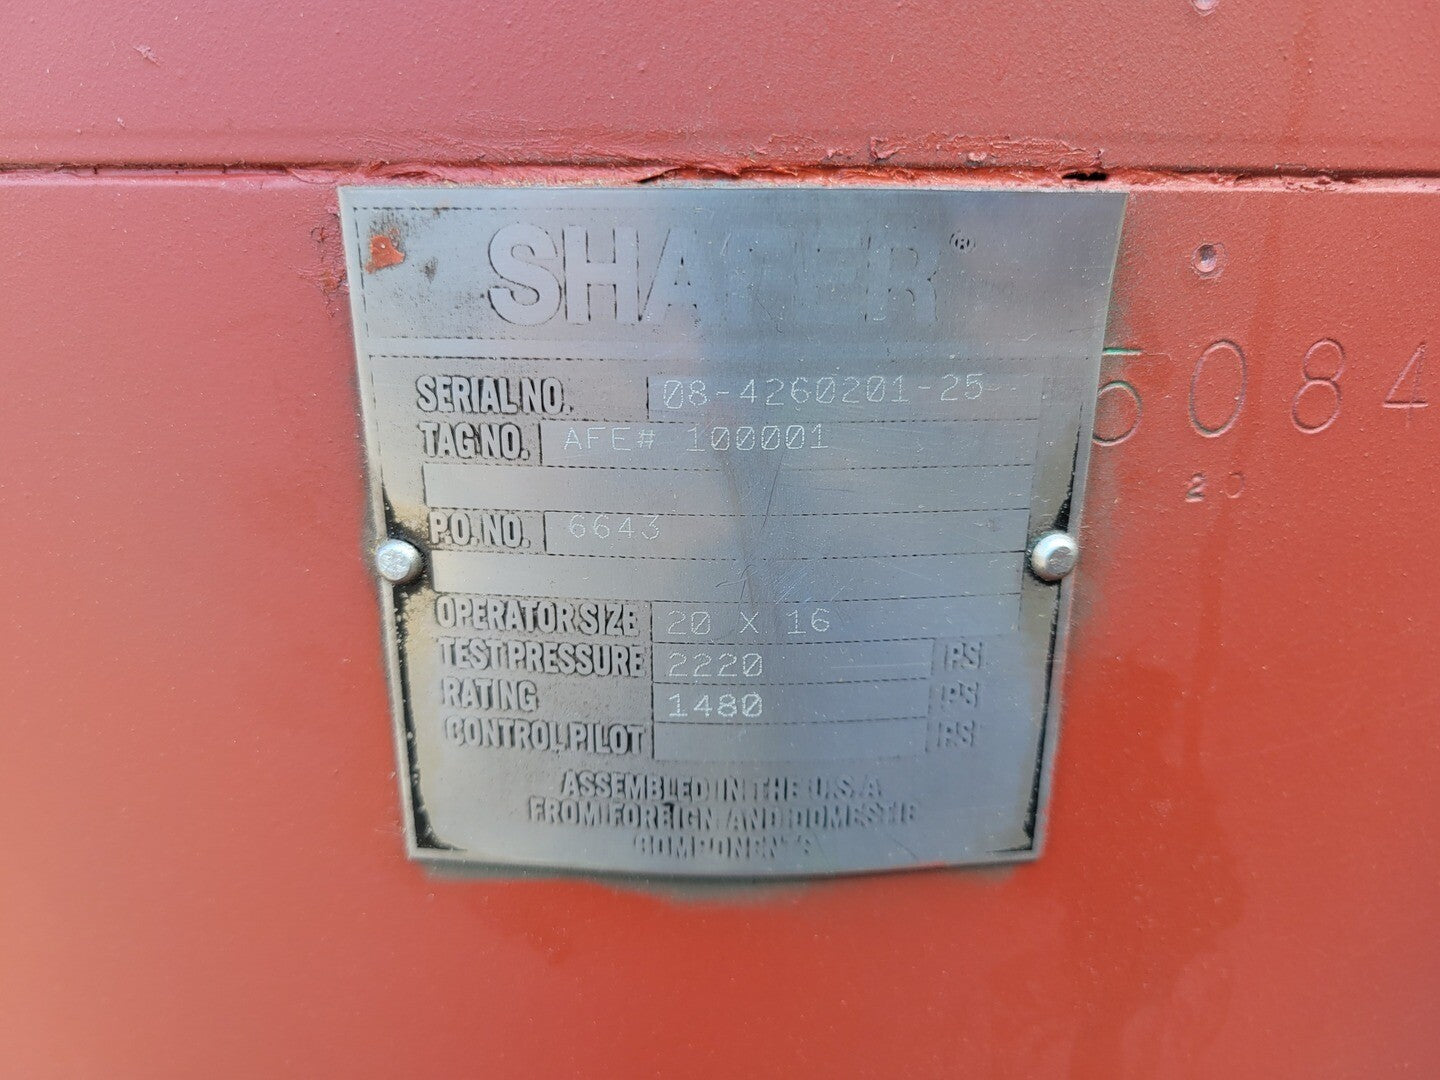 SHAFER®
SERIAL NO. 08-4260201-25
TAG NO. AFE# 100001
P.O. NO. 6643
OPERATOR SIZE 20 X 16
TEST PRESSURE 2220 PSI
RATING 1480 PSI
CONTROL PILOT PSI
ASSEMBLED IN THE U.S.A
FROM FOREIGN AND DOMESTIC
COMPONENTS
5084
20